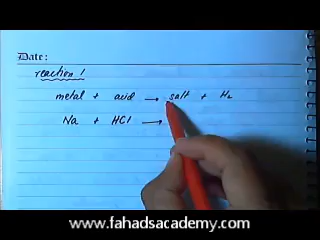 Date:
reaction 1
metal + acid → salt + H₂
Na + HCl →
www.fahadsacademy.com